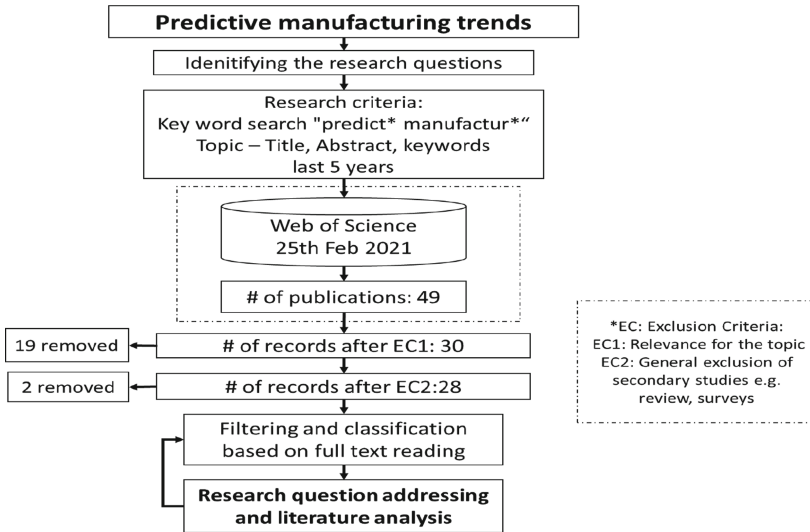 Predictive manufacturing trends
Idenitifying the research questions
Research criteria:
Key word search "predict* manufactur*“
Topic – Title, Abstract, keywords
last 5 years
Web of Science
25th Feb 2021
# of publications: 49
19 removed
# of records after EC1: 30
2 removed
# of records after EC2:28
Filtering and classification
based on full text reading
Research question addressing
and literature analysis
*EC: Exclusion Criteria:
EC1: Relevance for the topic
EC2: General exclusion of
secondary studies e.g.
review, surveys